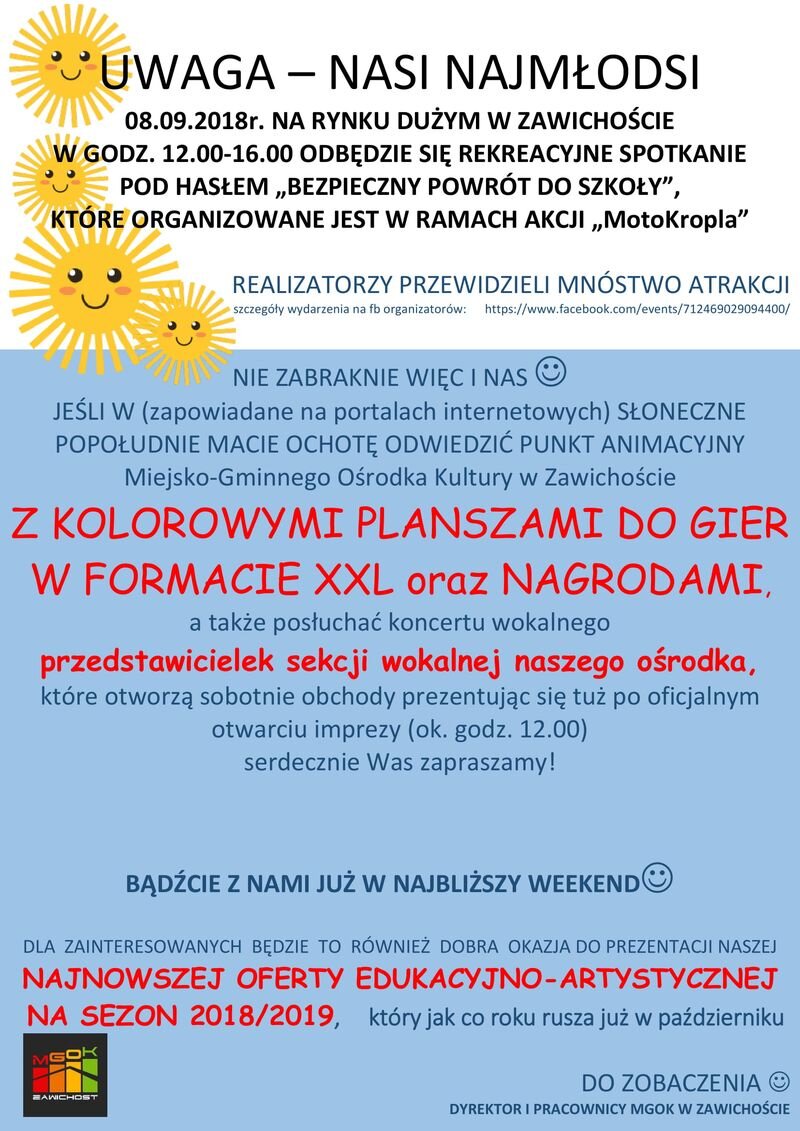 UWAGA – NASI NAJMŁODSI
08.09.2018r. NA RYNKU DUŻYM W ZAWICHOŚCIE
W GODZ. 12.00-16.00 ODBĘDZIE SIĘ REKREACYJNE SPOTKANIE
POD HASŁEM „BEZPIECZNY POWRÓT DO SZKOŁY”,
KTÓRE ORGANIZOWANE JEST W RAMACH AKCJI „MotoKropla”
REALIZATORZY PRZEWIDZIELI MNÓSTWO ATRAKCJI
szczegóły wydarzenia na fb organizatorów: https://www.facebook.com/events/712469029094400/
NIE ZABRAKNIE WIĘC I NAS ☺
JEŚLI W (zapowiadane na portalach internetowych) SŁONECZNE
POPOŁUDNIE MACIE OCHOTĘ ODWIEDZIĆ PUNKT ANIMACYJNY
Miejsko-Gminnego Ośrodka Kultury w Zawichoście
Z KOLOROWYMI PLANSZAMI DO GIER
W FORMACIE XXL oraz NAGRODAMI,
a także posłuchać koncertu wokalnego
przedstawicielek sekcji wokalnej naszego ośrodka,
które otworzą sobotnie obchody prezentując się tuż po oficjalnym
otwarciu imprezy (ok. godz. 12.00)
serdecznie Was zapraszamy!
BĄDŹCIE Z NAMI JUŻ W NAJBLIŻSZY WEEKEND☺
DLA ZAINTERESOWANYCH BĘDZIE TO RÓWNIEŻ DOBRA OKAZJA DO PREZENTACJI NASZEJ
NAJNOWSZEJ OFERTY EDUKACYJNO-ARTYSTYCZNEJ
NA SEZON 2018/2019, który jak co roku rusza już w październiku
MGOK
ZAWICHOST
DO ZOBACZENIA ☺
DYREKTOR I PRACOWNICY MGOK W ZAWICHOŚCIE